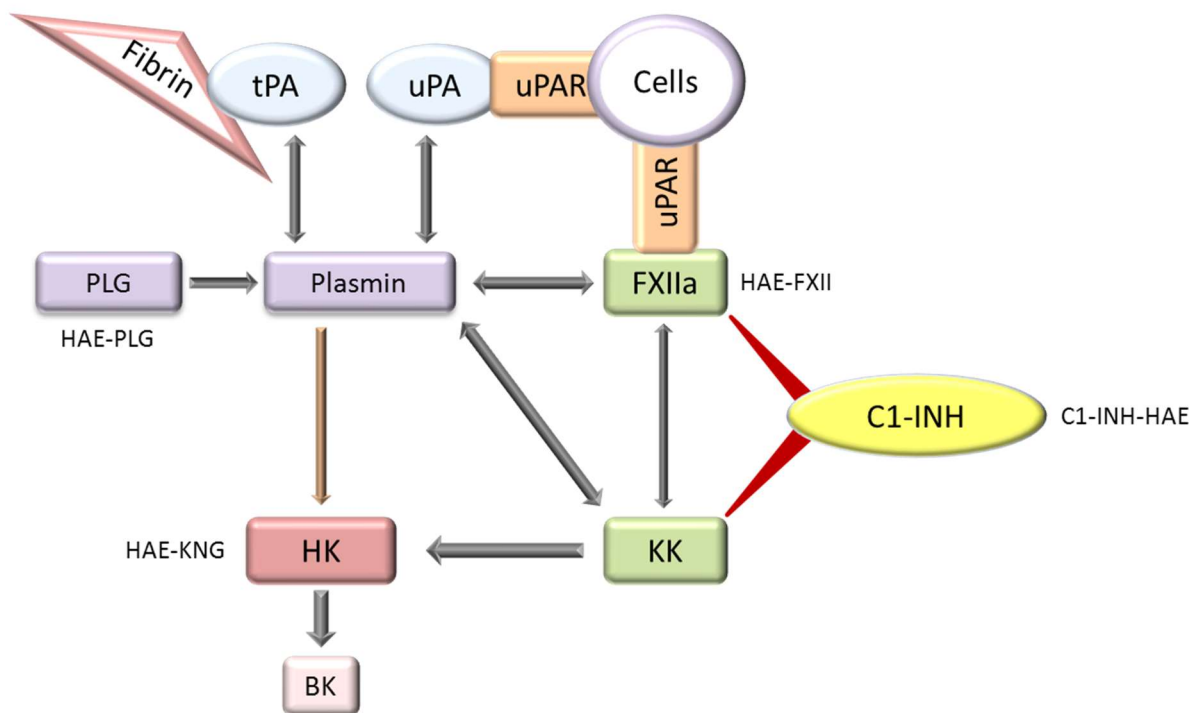 Fibrin
tPA
uPA
uPAR
Cells
uPAR
PLG
Plasmin
FXIIa
HAE-FXII
HAE-PLG
C1-INH
C1-INH-HAE
HAE-KNG
HK
KK
BK